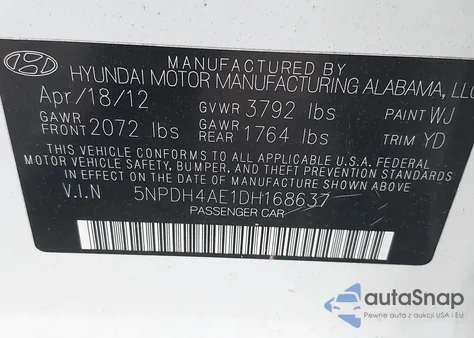 MANUFACTURED BY
HYUNDAI MOTOR MANUFACTURING ALABAMA, LLC
Apr/18/12 GVWR 3792 lbs PAINT WJ
GAWR FRONT 2072 lbs GAWR REAR 1764 lbs TRIM YD
THIS VEHICLE CONFORMS TO ALL APPLICABLE U.S.A FEDERAL
MOTOR VEHICLE SAFETY, BUMPER, AND THEFT PREVENTION STANDARDS
IN EFFECT ON THE DATE OF MANUFACTURE SHOWN ABOVE.
V.I.N 5NPDH4AE1DH168637
PASSENGER CAR
autoSnap
Pewne auta z aukcji USA i EU